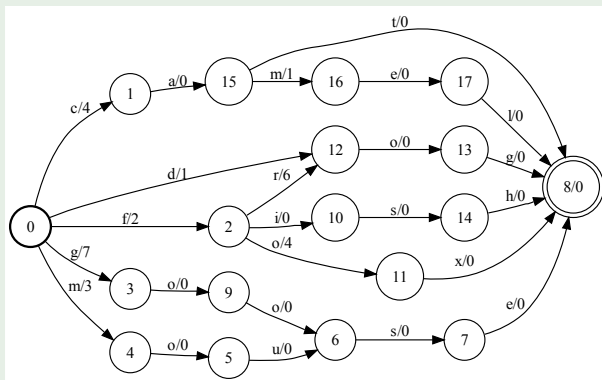 t/0
c/4
1
a/0
15
m/1
16
e/0
17
l/0
d/1
12
o/0
13
g/0
r/6
8/0
0
f/2
2
i/0
10
s/0
14
h/0
o/4
11
x/0
g/7
3
o/0
9
o/0
m/3
4
o/0
5
u/0
6
s/0
7
e/0